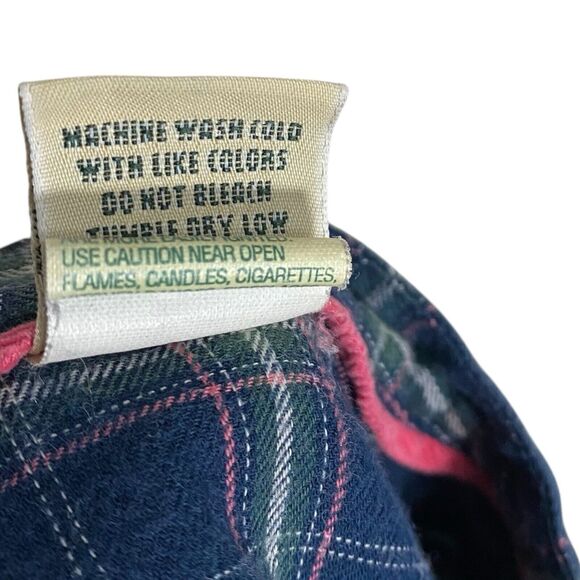 MACHINE WASH COLD
WITH LIKE COLORS
DO NOT BLEACH
TUMBLE DRY LOW
USE CAUTION NEAR OPEN
FLAMES, CANDLES, CIGARETTES,